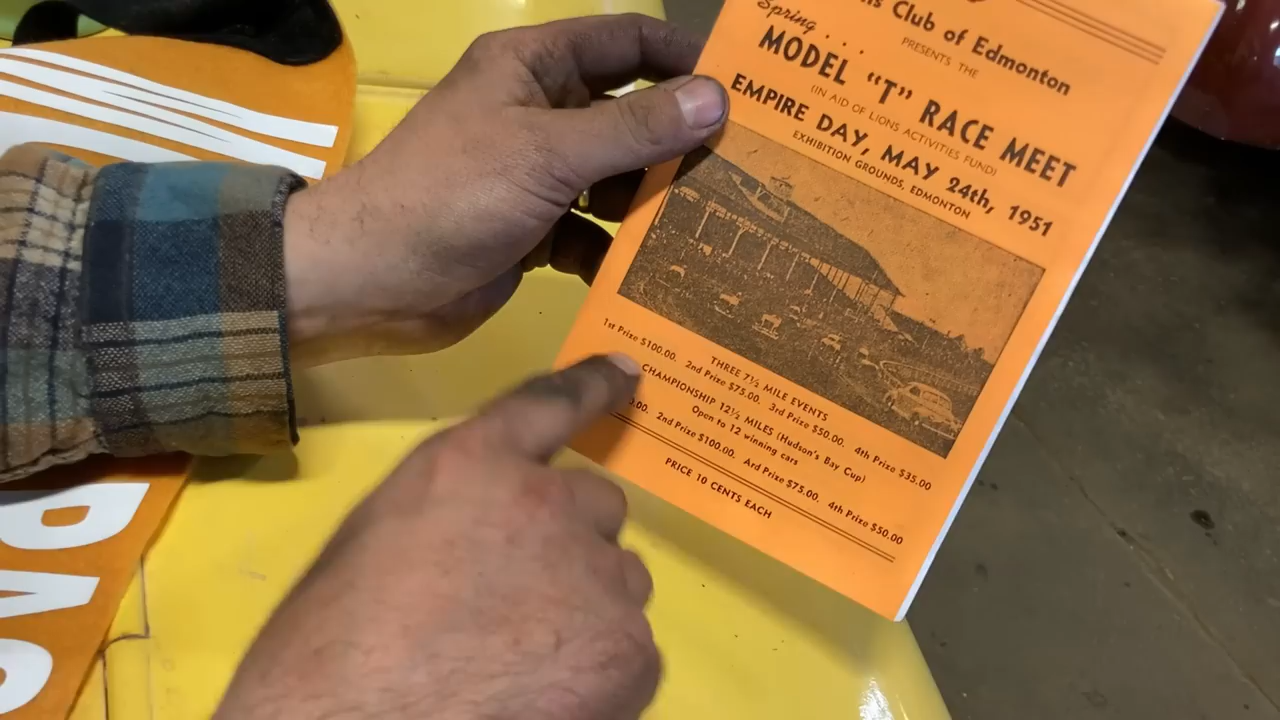 Club of Edmonton
PRESENTS THE
Spring . . .
MODEL "T" RACE MEET
(IN AID OF LIONS ACTIVITIES FUND)
EMPIRE DAY, MAY 24th, 1951
EXHIBITION GROUNDS, EDMONTON
THREE 7½ MILE EVENTS
1st Prize $100.00. 2nd Prize $75.00. 3rd Prize $50.00. 4th Prize $35.00
CHAMPIONSHIP 12½ MILES (Hudson's Bay Cup)
Open to 12 winning cars
0.00. 2nd Prize $100.00. Ard Prize $75.00. 4th Prize $50.00
PRICE 10 CENTS EACH